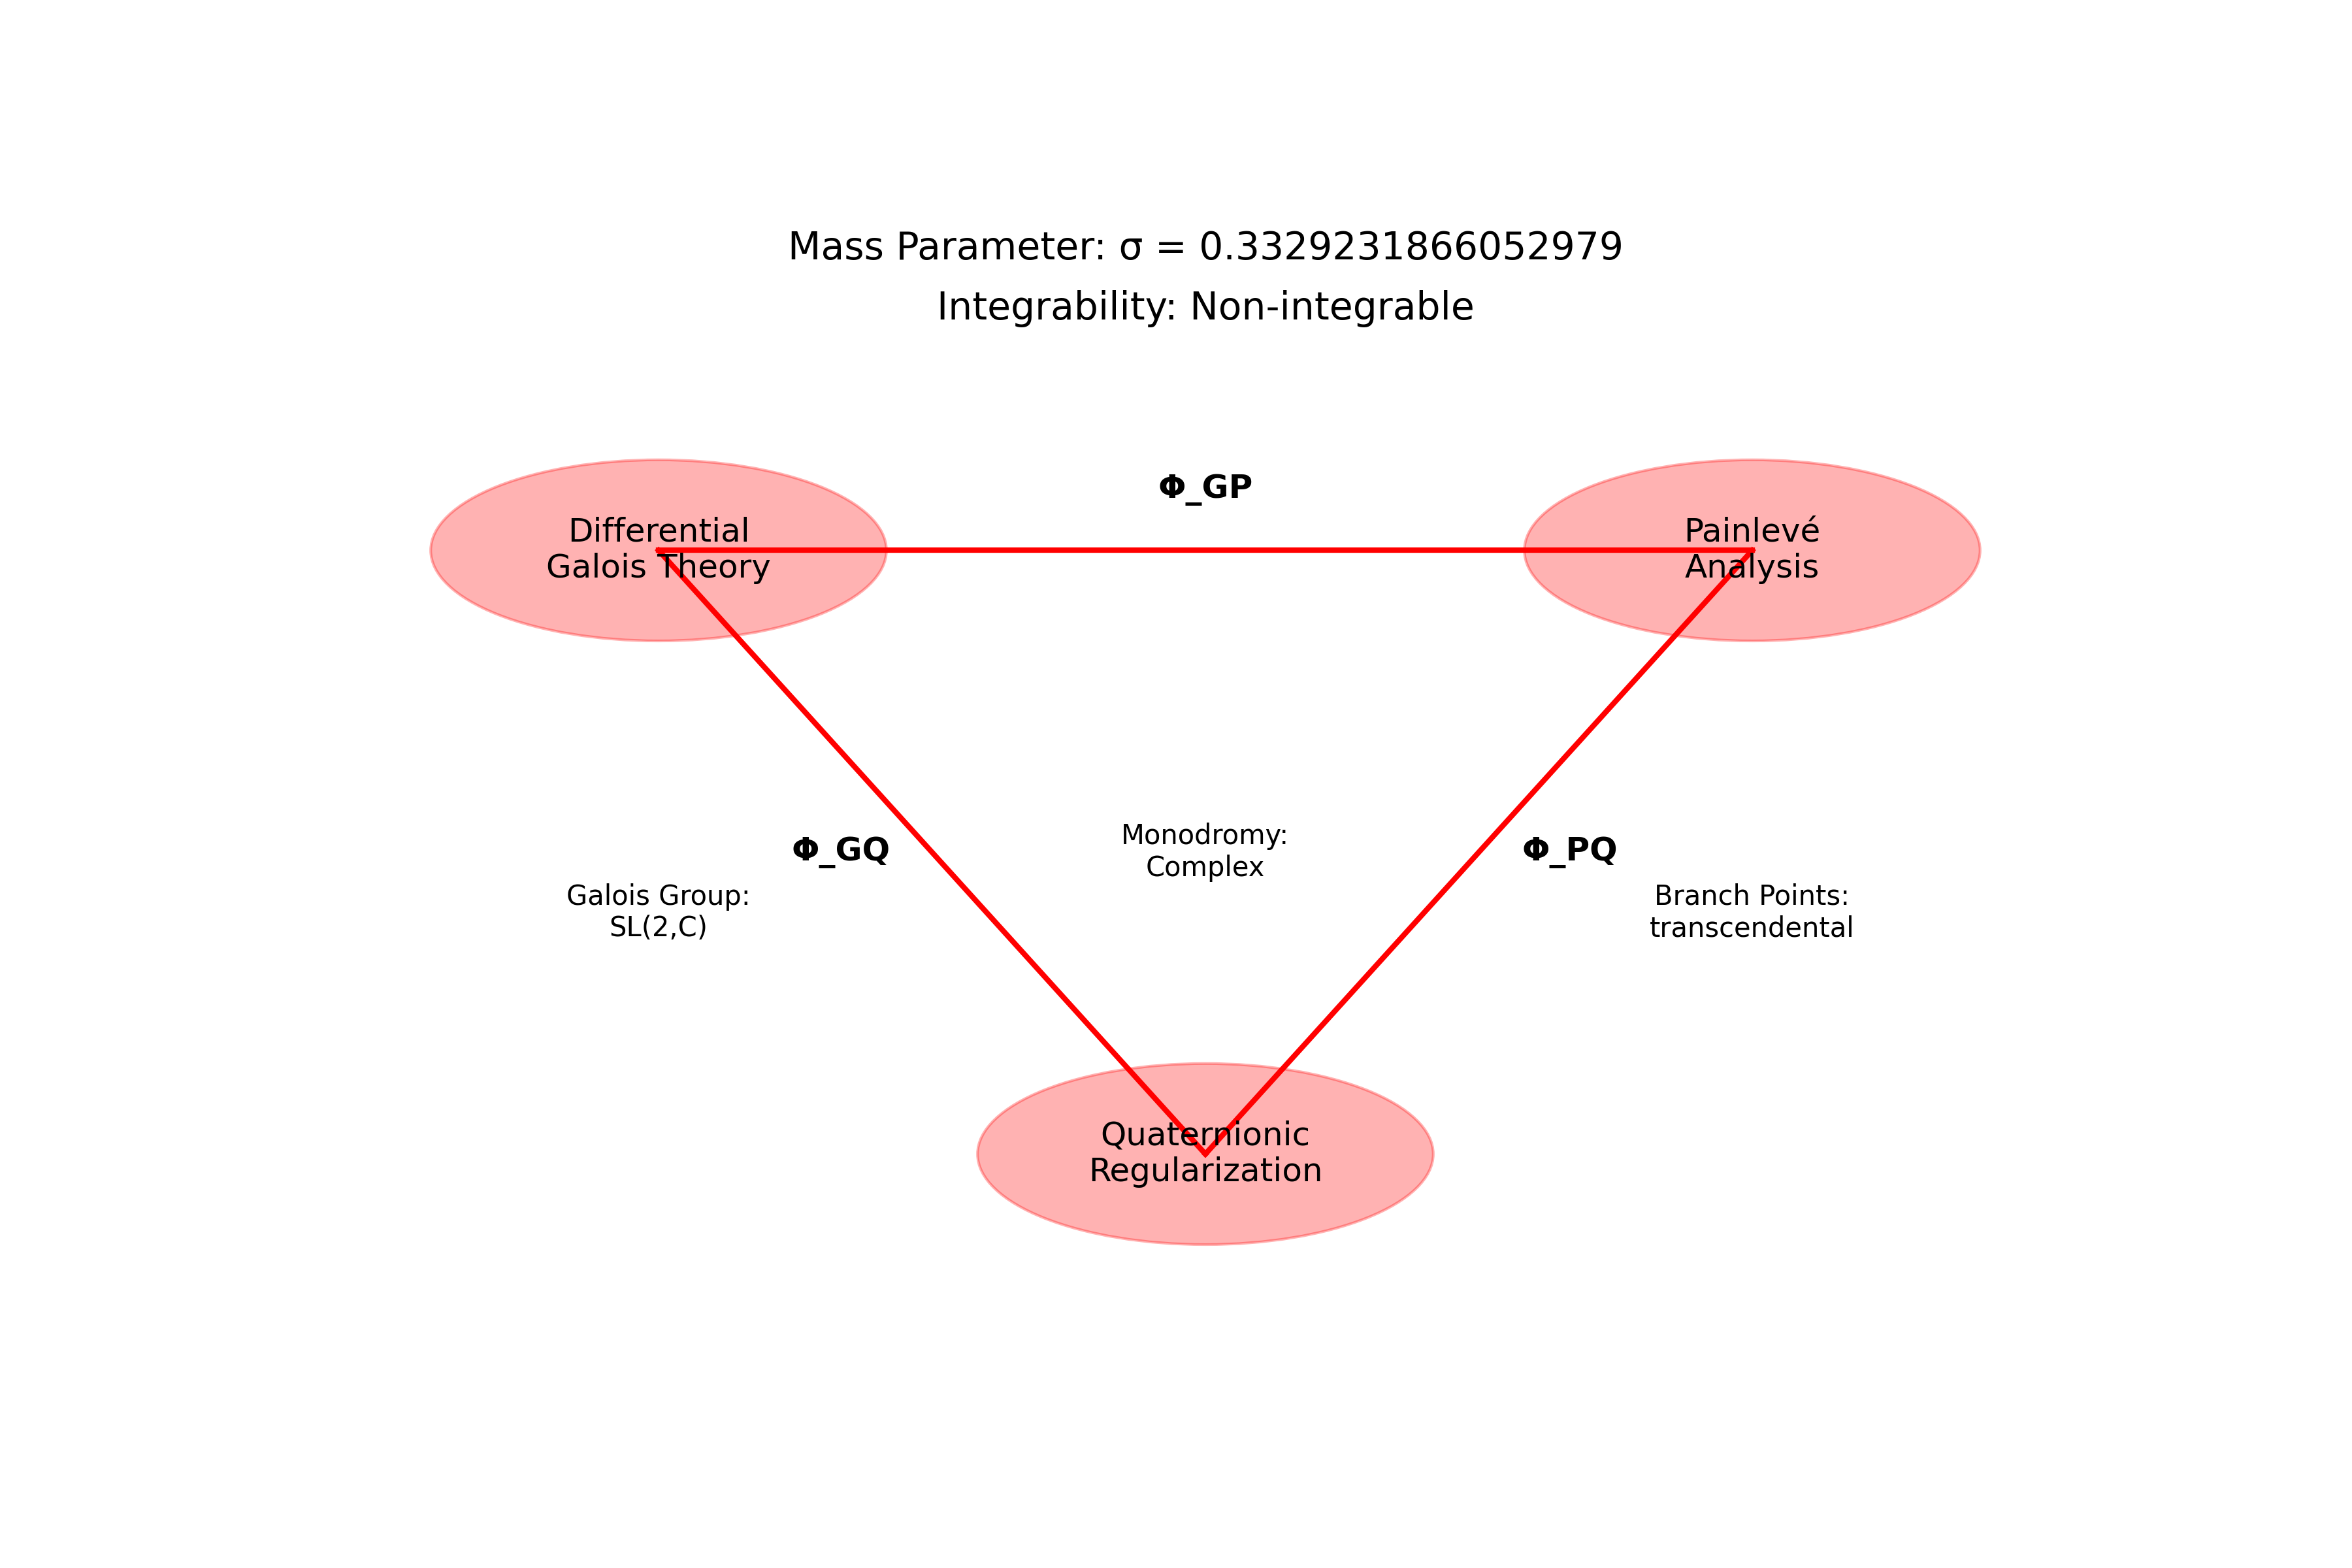 Mass Parameter: σ = 0.3329231866052979
Integrability: Non-integrable
Φ_GP
Differential
Galois Theory
Painlevé
Analysis
Φ_GQ
Monodromy:
Complex
Φ_PQ
Galois Group:
SL(2,C)
Branch Points:
transcendental
Quaternionic
Regularization